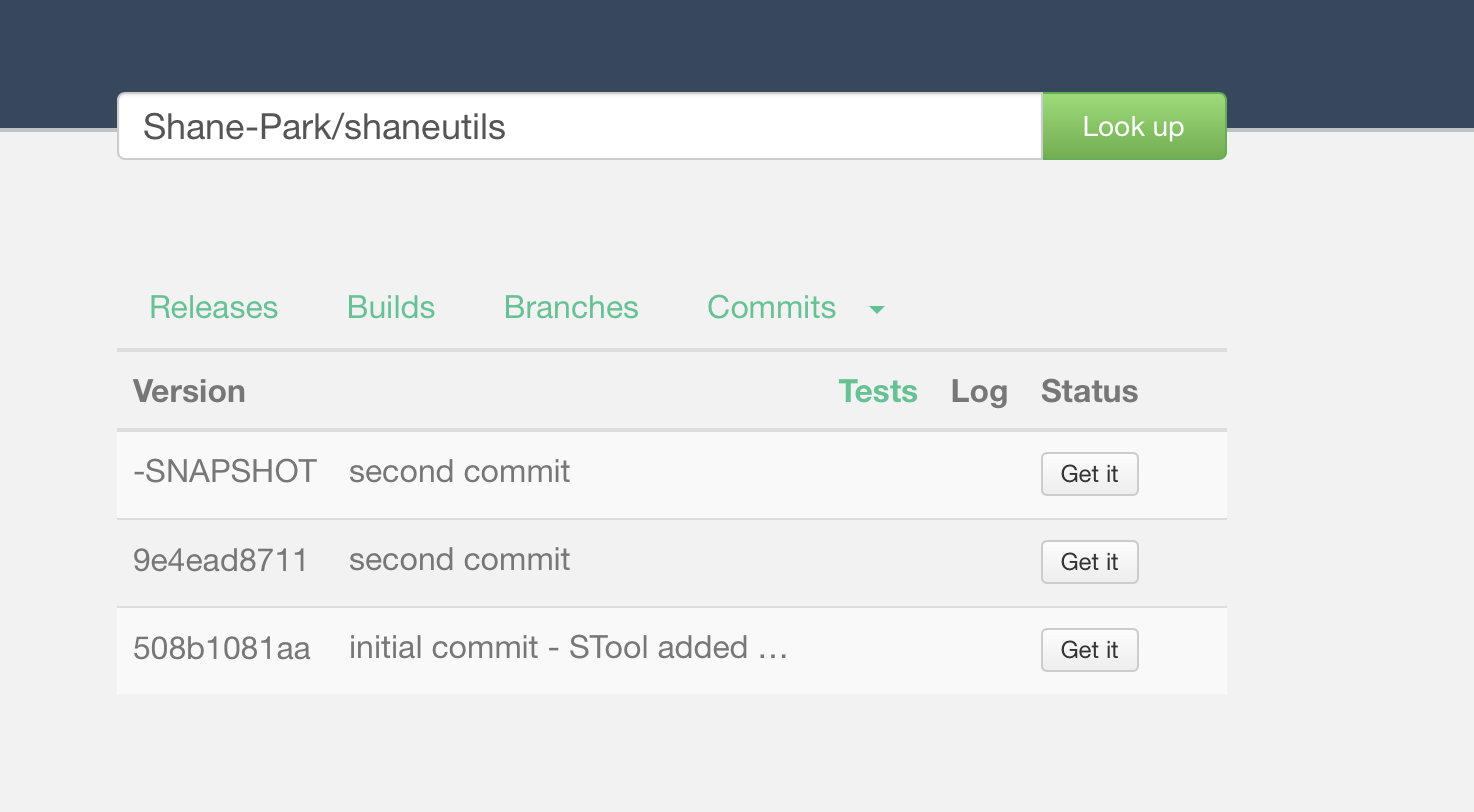 Shane-Park/shaneutils Look up
Releases Builds Branches Commits
Version Tests Log Status
-SNAPSHOT second commit Get it
9e4ead8711 second commit Get it
508b1081aa initial commit - STool added … Get it